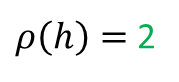 ρ(h) = 2